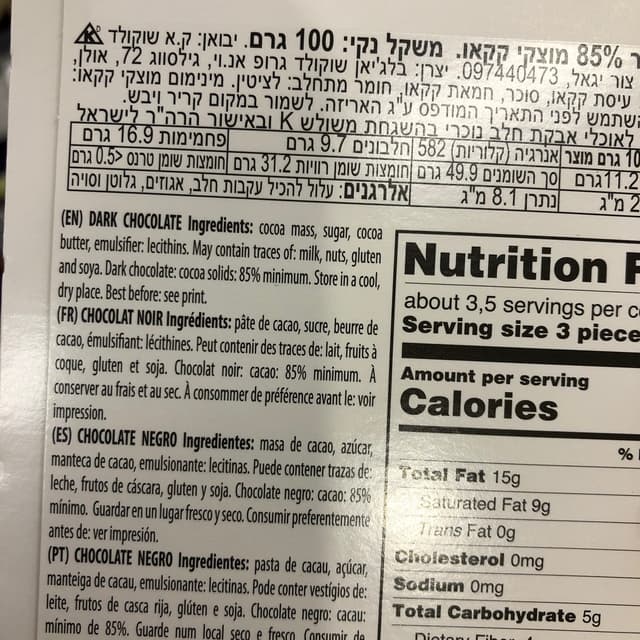 ר 85% מוצקי קקאו. משקל נקי: 100 גרם. יבואן: ק.א שוקולד
צור יגאל, 097440473. יצרן: בלג'יאן שוקולד גרופ אנ.וי, גילסווג 72, אולן,
עיסת קקאו, סוכר, חמאת קקאו, חומר מתחלב: לציטין. מינימום מוצקי קקאו:
השתמש לפני התאריך המודפס ע"ג האריזה. לשמור במקום קריר ויבש.
לאוכלי אבקת חלב נוכרי בהשגחת משולש K ובאישור הרה"ר לישראל
גרם מוצר אנרגיה (קלוריות) 582 חלבונים 9.7 גרם פחמימות 16.9 גרם
11.2 גרם סך השומנים 49.9 גרם חומצות שומן רוויות 31.2 גרם חומצות שומן טרנס <0.5 גרם
מ"ג נתרן 8.1 מ"ג אלרגנים: עלול להכיל עקבות חלב, אגוזים, גלוטן וסויה
(EN) DARK CHOCOLATE Ingredients: cocoa mass, sugar, cocoa
butter, emulsifier: lecithins. May contain traces of: milk, nuts, gluten
and soya. Dark chocolate: cocoa solids: 85% minimum. Store in a cool,
dry place. Best before: see print.
(FR) CHOCOLAT NOIR Ingrédients: pâte de cacao, sucre, beurre de
cacao, émulsifiant: lécithines. Peut contenir des traces de: lait, fruits à
coque, gluten et soja. Chocolat noir: cacao: 85% minimum. À
conserver au frais et au sec. À consommer de préférence avant le: voir
impression.
(ES) CHOCOLATE NEGRO Ingredientes: masa de cacao, azúcar,
manteca de cacao, emulsionante: lecitinas. Puede contener trazas de:
leche, frutos de cáscara, gluten y soja. Chocolate negro: cacao: 85%
mínimo. Guardar en un lugar fresco y seco. Consumir preferentemente
antes de: ver impresión.
(PT) CHOCOLATE NEGRO Ingredientes: pasta de cacau, açúcar,
manteiga de cacau, emulsionante: lecitinas. Pode conter vestígios de:
leite, frutos de casca rija, glúten e soja. Chocolate negro: cacau:
mínimo de 85%. Guarde num local seco e fresco. Consumir de
Nutrition F
about 3,5 servings per c
Serving size 3 piece
Amount per serving
Calories
%
Total Fat 15g
Saturated Fat 9g
Trans Fat 0g
Cholesterol 0mg
Sodium 0mg
Total Carbohydrate 5g
Dietary Fiber